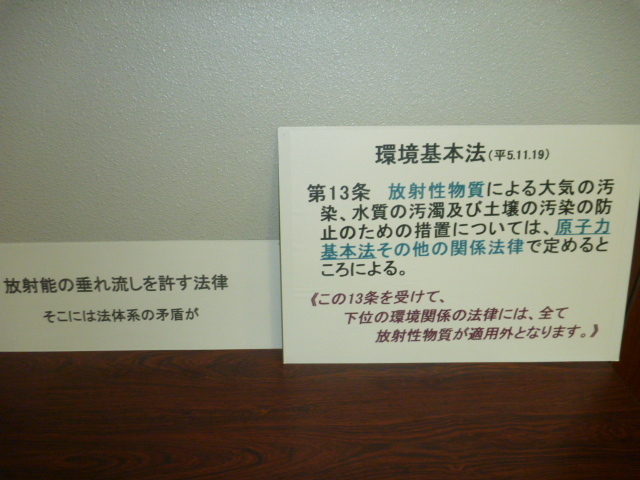 放射能の垂れ流しを許す法律
そこには法体系の矛盾が
環境基本法(平5.11.19)
第13条 放射性物質による大気の汚
染、水質の汚濁及び土壌の汚染の防
止のための措置については、原子力
基本法その他の関係法律で定めると
ころによる。
《この13条を受けて、
下位の環境関係の法律には、全て
放射性物質が適用外となります。》